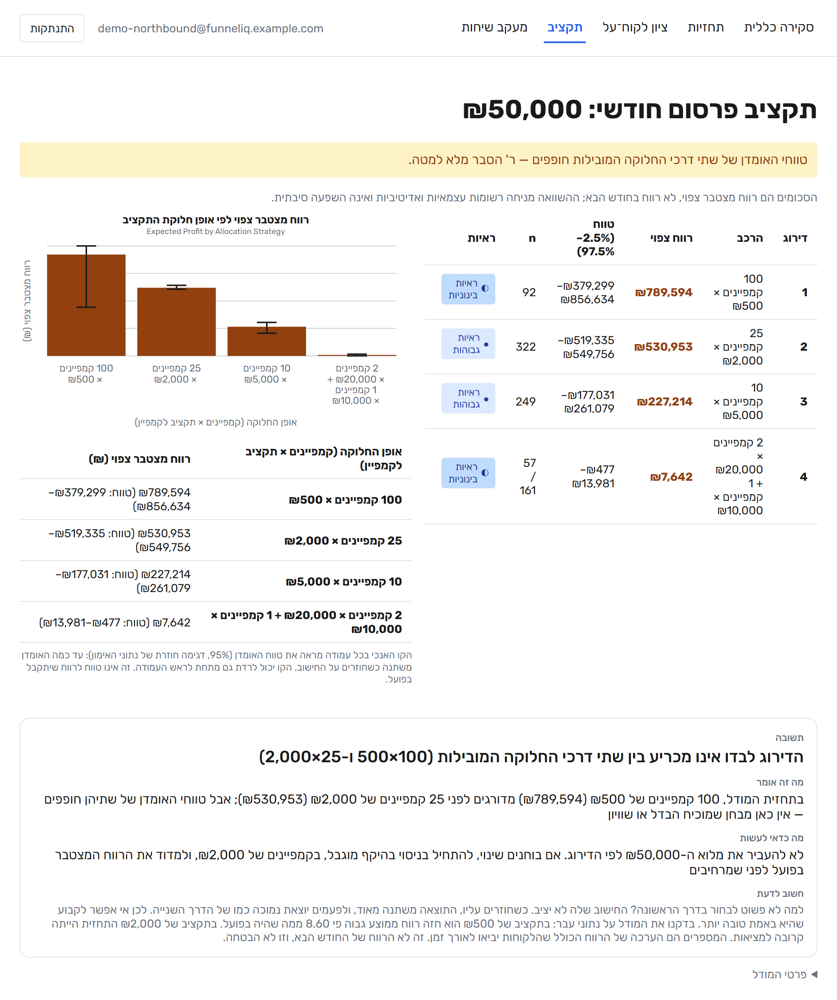 סקירה כללית
תחזיות
ציון לקוח־על
תקציב
מעקב שיחות
demo-northbound@funneliq.example.com
התנתקות
תקציב פרסום חודשי: ₪50,000
טווחי האומדן של שתי דרכי החלוקה המובילות חופפים – ר' הסבר מלא למטה.
הסכומים הם רווח מצטבר צפוי, לא רווח בחודש הבא; ההשוואה מניחה רשומות עצמאיות ואדיטיביות ואינה השפעה סיבתית.
דירוג
הרכב
רווח צפוי
טווח
(2.5%–
97.5%)
n
ראיות
1
100
קמפיינים ×
₪500
₪789,594
₪379,299–
₪856,634
92
◐ ראיות
בינוניות
2
25
קמפיינים ×
₪2,000
₪530,953
₪519,335–
₪549,756
322
● ראיות
גבוהות
3
10
קמפיינים ×
₪5,000
₪227,214
₪177,031–
₪261,079
249
● ראיות
גבוהות
4
2 קמפיינים
×
₪20,000
+ 1
קמפיינים ×
₪10,000
₪7,642
₪477–
₪13,981
57
/
161
◐ ראיות
בינוניות
רווח מצטבר צפוי לפי אופן חלוקת התקציב
Expected Profit by Allocation Strategy
רווח מצטבר צפוי (₪)
100 קמפיינים
× ₪500
25 קמפיינים
× ₪2,000
10 קמפיינים
× ₪5,000
2 קמפיינים
× ₪20,000 +
1 קמפיינים
× ₪10,000
אופן החלוקה (קמפיינים × תקציב לקמפיין)
אופן החלוקה (קמפיינים × תקציב
לקמפיין)
רווח מצטבר צפוי (₪)
100 קמפיינים × ₪500
₪789,594 (טווח: ₪379,299–
₪856,634)
25 קמפיינים × ₪2,000
₪530,953 (טווח: ₪519,335–
₪549,756)
10 קמפיינים × ₪5,000
₪227,214 (טווח: ₪177,031–
₪261,079)
2 קמפיינים × ₪20,000 + 1 קמפיינים ×
₪10,000
₪7,642 (טווח: ₪477–₪13,981)
הקו האנכי בכל עמודה מראה את טווח האומדן (95%, דגימה חוזרת של נתוני האימון): עד כמה האומדן
משתנה כשחוזרים על החישוב. הקו יכול לרדת גם מתחת לראש העמודה. זה אינו טווח לרווח שיתקבל
בפועל.
תשובה
הדירוג לבדו אינו מכריע בין שתי דרכי החלוקה המובילות (100×500 ו-25×2,000)
מה זה אומר
בתחזית המודל, 100 קמפיינים של ₪500 (₪789,594) מדורגים לפני 25 קמפיינים של ₪2,000 (₪530,953); אבל טווחי האומדן של שתיהן חופפים
– אין כאן מבחן שמוכיח הבדל או שוויון
מה כדאי לעשות
לא להעביר את מלוא ה-₪50,000 לפי הדירוג. אם בוחנים שינוי, להתחיל בניסוי בהיקף מוגבל, בקמפיינים של ₪2,000, ולמדוד את הרווח המצטבר
בפועל לפני שמרחיבים
חשוב לדעת
למה לא פשוט לבחור בדרך הראשונה? החישוב שלה לא יציב. כשחוזרים עליו, התוצאה משתנה מאוד, ולפעמים יוצאת נמוכה כמו של הדרך השנייה. לכן אי אפשר לקבוע
שהיא באמת טובה יותר. בדקנו את המודל על נתוני עבר: בתקציב של ₪500 הוא חזה רווח ממוצע גבוה פי 8.60 ממה שהיה בפועל. בתקציב של ₪2,000 התחזית הייתה
קרובה למציאות. המספרים הם הערכה של הרווח הכולל שהלקוחות יביאו לאורך זמן. זה לא הרווח של החודש הבא, וזו לא הבטחה.
◀ פרטי המודל